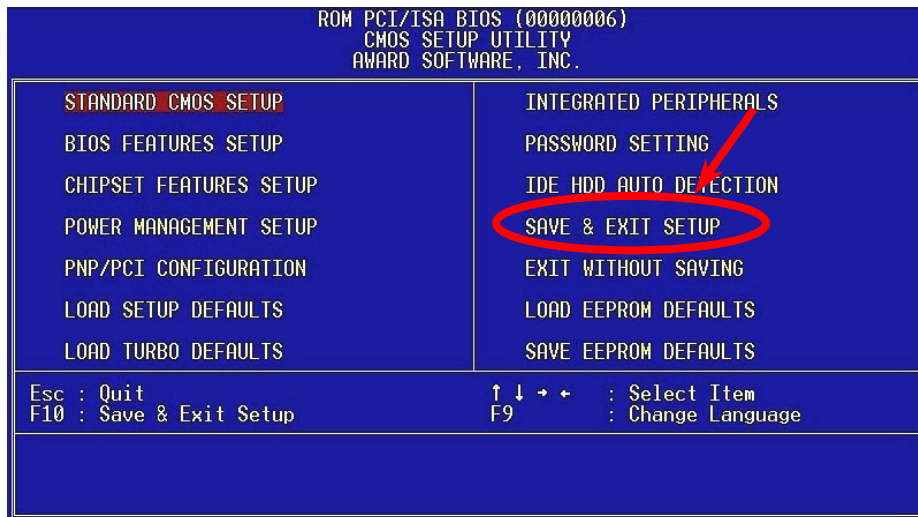 ROM PCI/ISA BIOS (00000006)
CMOS SETUP UTILITY
AWARD SOFTWARE, INC.
STANDARD CMOS SETUP
BIOS FEATURES SETUP
CHIPSET FEATURES SETUP
POWER MANAGEMENT SETUP
PNP/PCI CONFIGURATION
LOAD SETUP DEFAULTS
LOAD TURBO DEFAULTS
INTEGRATED PERIPHERALS
PASSWORD SETTING
IDE HDD AUTO DETECTION
SAVE & EXIT SETUP
EXIT WITHOUT SAVING
LOAD EEPROM DEFAULTS
SAVE EEPROM DEFAULTS
Esc : Quit
F10 : Save & Exit Setup
↑ ↓ → ← : Select Item
F9 : Change Language